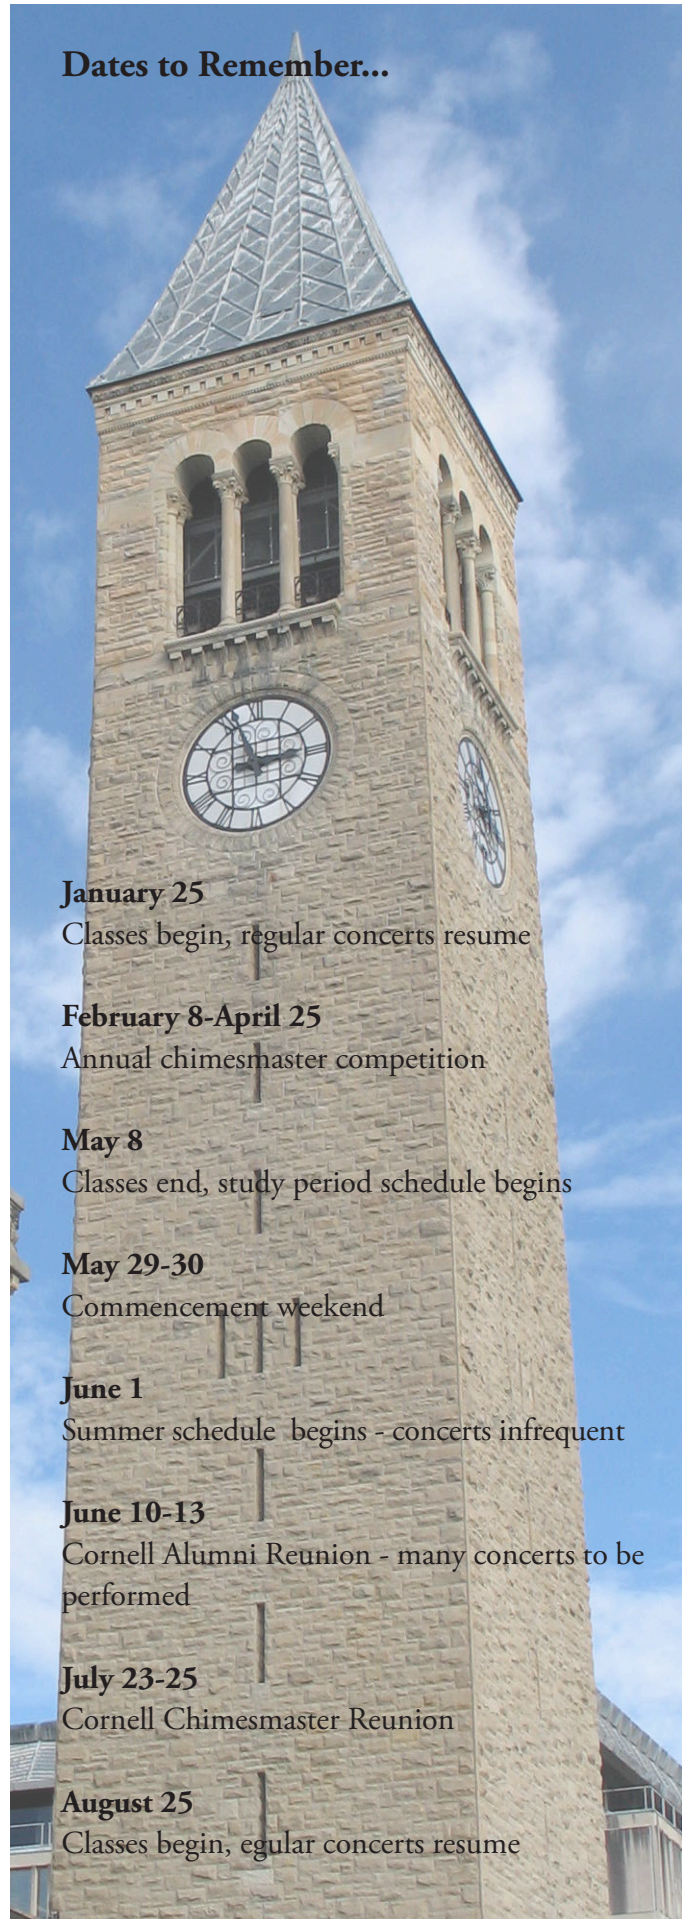 Dates to Remember...
January 25
Classes begin, regular concerts resume
February 8-April 25
Annual chimesmaster competition
May 8
Classes end, study period schedule begins
May 29-30
Commencement weekend
June 1
Summer schedule  begins - concerts infrequent
June 10-13
Cornell Alumni Reunion - many concerts to be
performed
July 23-25
Cornell Chimesmaster Reunion
August 25
Classes begin, egular concerts resume